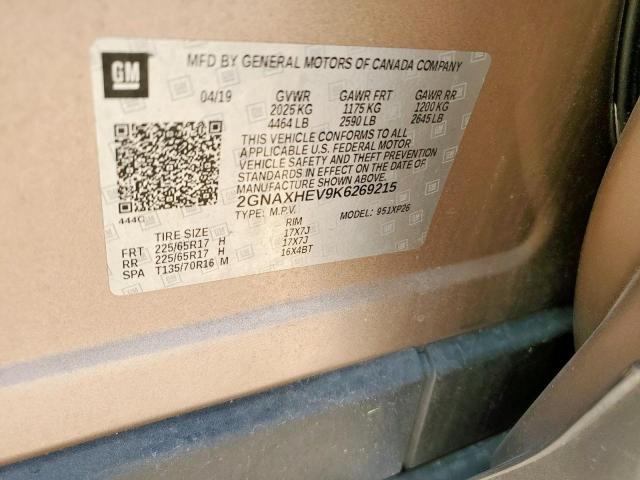 GM
MFD BY GENERAL MOTORS OF CANADA COMPANY
04/19 GVWR GAWR FRT GAWR RR
2025 KG 1175 KG 1200 KG
4464 LB 2590 LB 2645 LB
THIS VEHICLE CONFORMS TO ALL
APPLICABLE U.S. FEDERAL MOTOR
VEHICLE SAFETY AND THEFT PREVENTION
STANDARDS IN EFFECT ON THE DATE OF
MANUFACTURE SHOWN ABOVE.
2GNAXHEV9K6269215
TYPE: M.P.V. MODEL: 951XP26
444C
TIRE SIZE RIM
FRT 225/65R17 H 17X7J
RR 225/65R17 H 17X7J
SPA T135/70R16 M 16X4BT